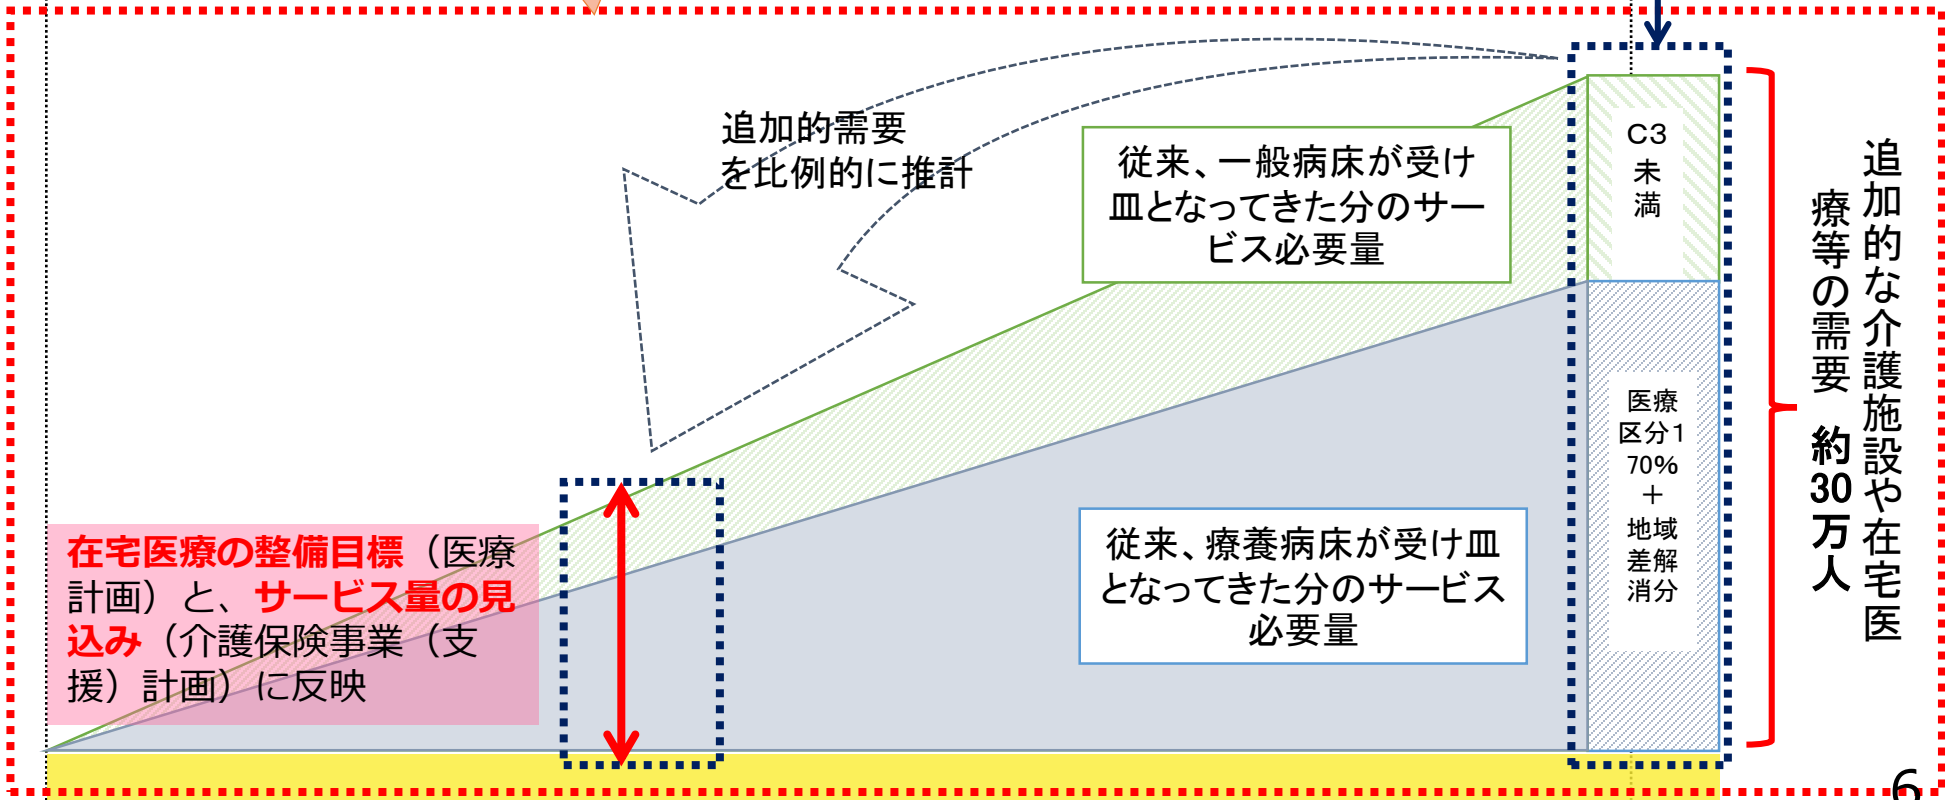 追加的需要
を比例的に推計
従来、一般病床が受け
皿となってきた分のサー
ビス必要量
C3
未
満
追加的な介護施設や在宅医
療等の需要 約30万人
医療
区分1
70%
＋
地域
差解
消分
従来、療養病床が受け皿
となってきた分のサービス
必要量
在宅医療の整備目標（医療
計画）と、サービス量の見
込み（介護保険事業（支
援）計画）に反映
6